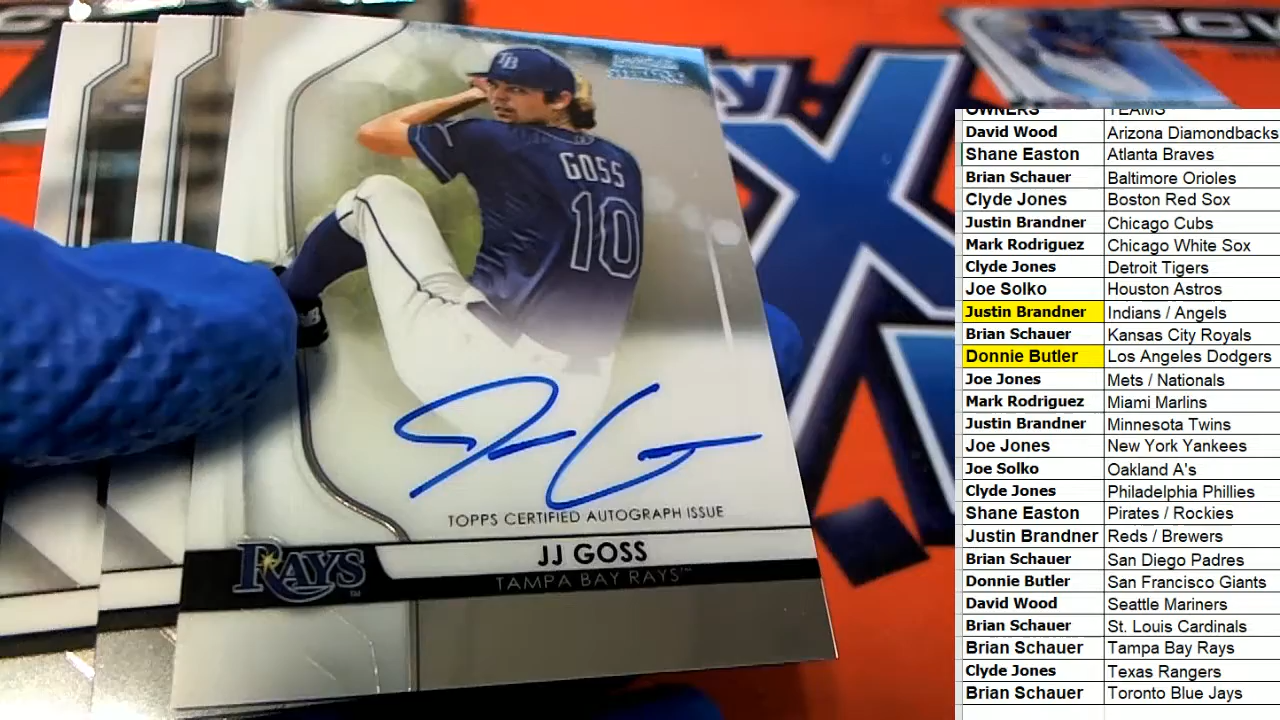 TB
GOSS
10
TOPPS CERTIFIED AUTOGRAPH ISSUE
JJ GOSS
RAYS
TAMPA BAY RAYS™
NB
OWNERS TEAMS
David Wood Arizona Diamondbacks
Shane Easton Atlanta Braves
Brian Schauer Baltimore Orioles
Clyde Jones Boston Red Sox
Justin Brandner Chicago Cubs
Mark Rodriguez Chicago White Sox
Clyde Jones Detroit Tigers
Joe Solko Houston Astros
Justin Brandner Indians / Angels
Brian Schauer Kansas City Royals
Donnie Butler Los Angeles Dodgers
Joe Jones Mets / Nationals
Mark Rodriguez Miami Marlins
Justin Brandner Minnesota Twins
Joe Jones New York Yankees
Joe Solko Oakland A's
Clyde Jones Philadelphia Phillies
Shane Easton Pirates / Rockies
Justin Brandner Reds / Brewers
Brian Schauer San Diego Padres
Donnie Butler San Francisco Giants
David Wood Seattle Mariners
Brian Schauer St. Louis Cardinals
Brian Schauer Tampa Bay Rays
Clyde Jones Texas Rangers
Brian Schauer Toronto Blue Jays